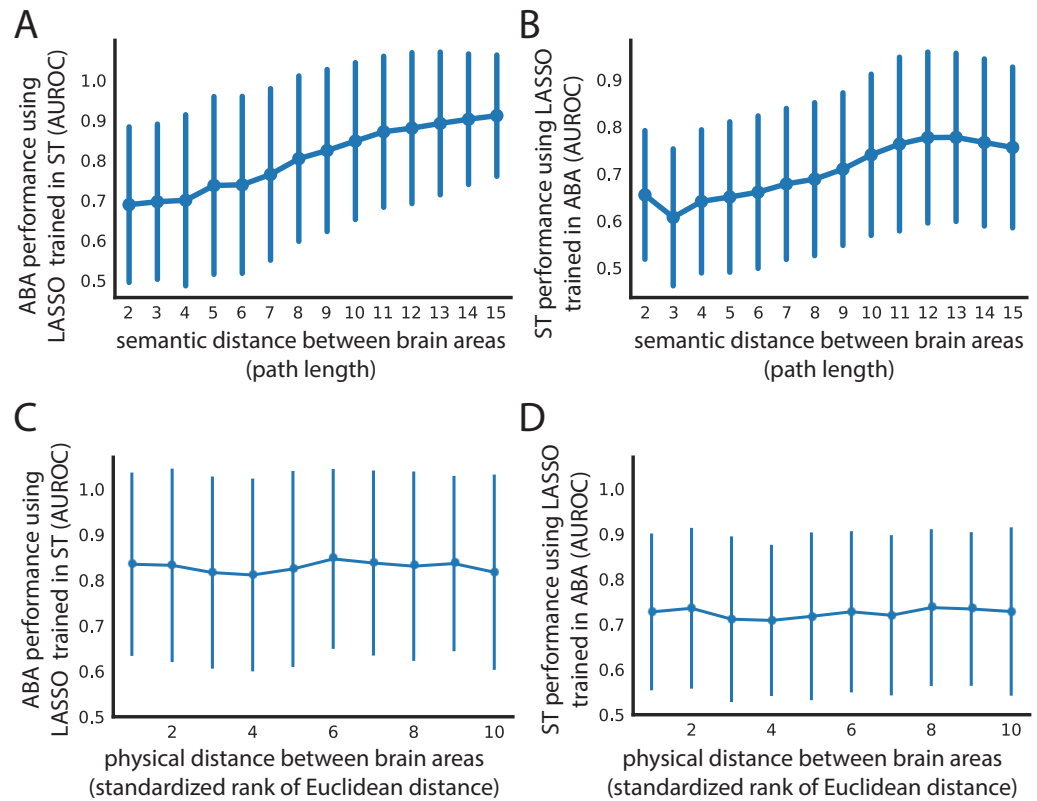 A
ABA performance using
LASSO trained in ST (AUROC)
1.0
0.9
0.8
0.7
0.6
0.5
2 3 4 5 6 7 8 9 10 11 12 13 14 15
semantic distance between brain areas
(path length)
B
ST performance using LASSO
trained in ABA (AUROC)
0.9
0.8
0.7
0.6
0.5
2 3 4 5 6 7 8 9 10 11 12 13 14 15
semantic distance between brain areas
(path length)
C
ABA performance using
LASSO trained in ST (AUROC)
1.0
0.9
0.8
0.7
0.6
0.5
2 4 6 8 10
physical distance between brain areas
(standardized rank of Euclidean distance)
D
ST performance using LASSO
trained in ABA (AUROC)
1.0
0.9
0.8
0.7
0.6
0.5
2 4 6 8 10
physical distance between brain areas
(standardized rank of Euclidean distance)